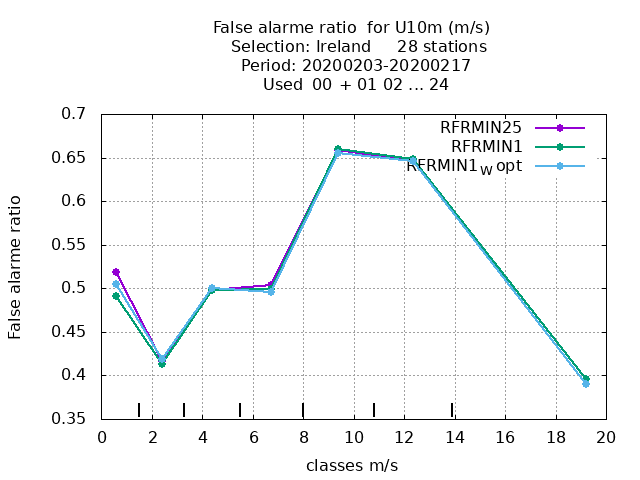 False alarme ratio  for U10m (m/s)
Selection: Ireland     28 stations
Period: 20200203-20200217
Used  00 + 01 02 ... 24
RFRMIN25
RFRMIN1
RFRMIN1W opt
0.7
0.65
0.6
0.55
0.5
0.45
0.4
0.35
False alarme ratio
0 2 4 6 8 10 12 14 16 18 20
classes m/s